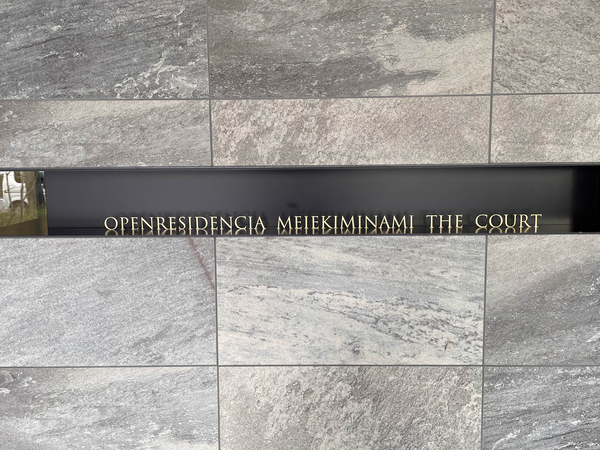 OPENRESIDENCIA MEIEKIMINAMI THE COURT